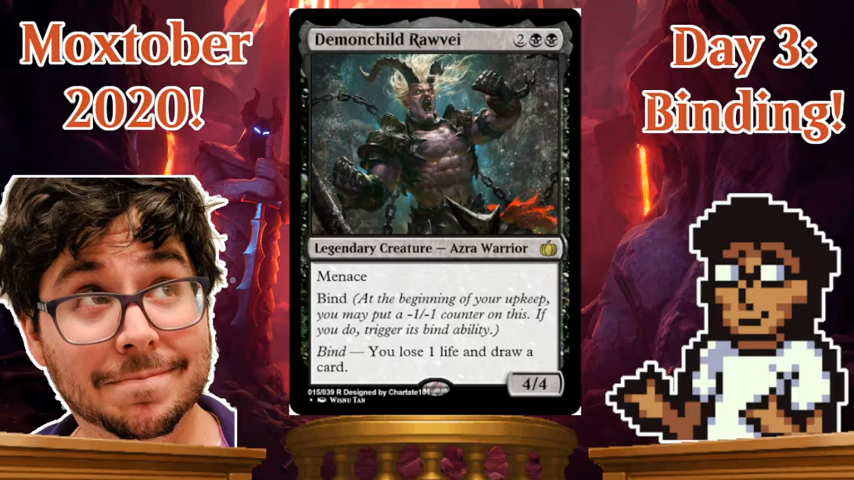 Moxtober
2020!
Day 3:
Binding!
Demonchild Rawvei
2
Legendary Creature — Azra Warrior
Menace
Bind (At the beginning of your upkeep,
you may put a -1/-1 counter on this. If
you do, trigger its bind ability.)
Bind — You lose 1 life and draw a
card.
4/4
015/039 R Designed by Chartate101
• WISNU TAN